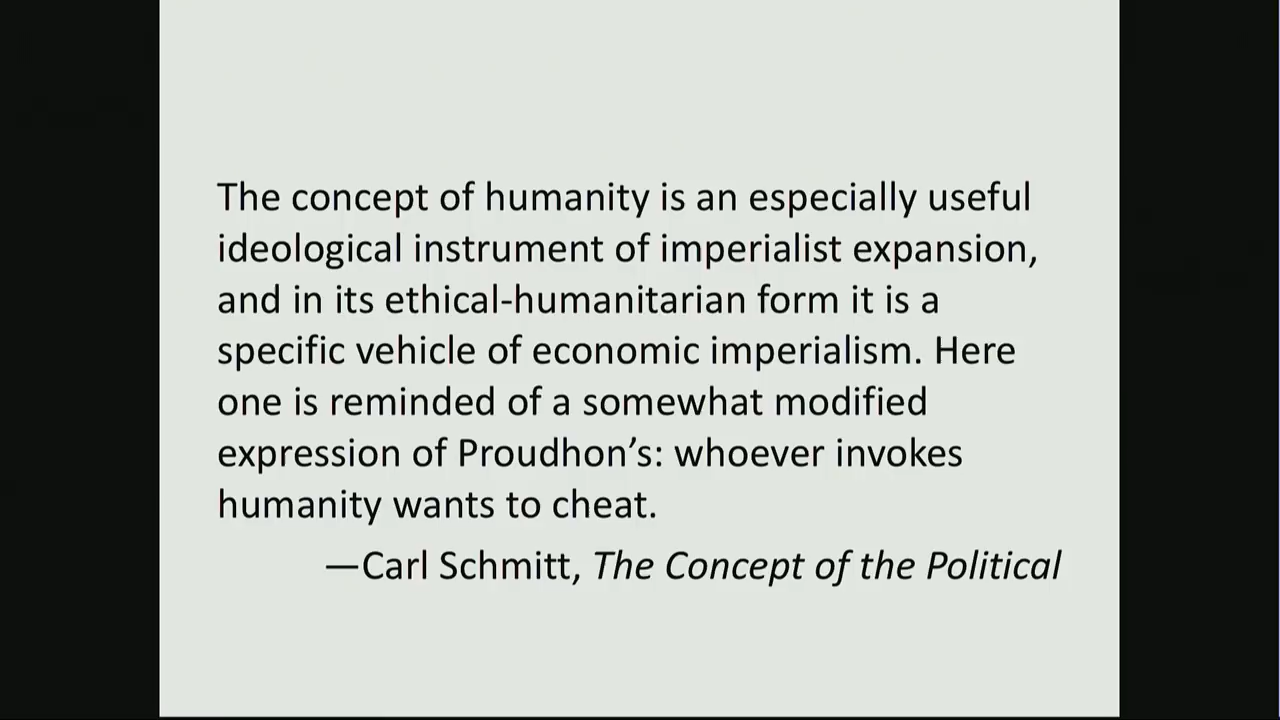 The concept of humanity is an especially useful
ideological instrument of imperialist expansion,
and in its ethical-humanitarian form it is a
specific vehicle of economic imperialism. Here
one is reminded of a somewhat modified
expression of Proudhon’s: whoever invokes
humanity wants to cheat.
—Carl Schmitt, The Concept of the Political